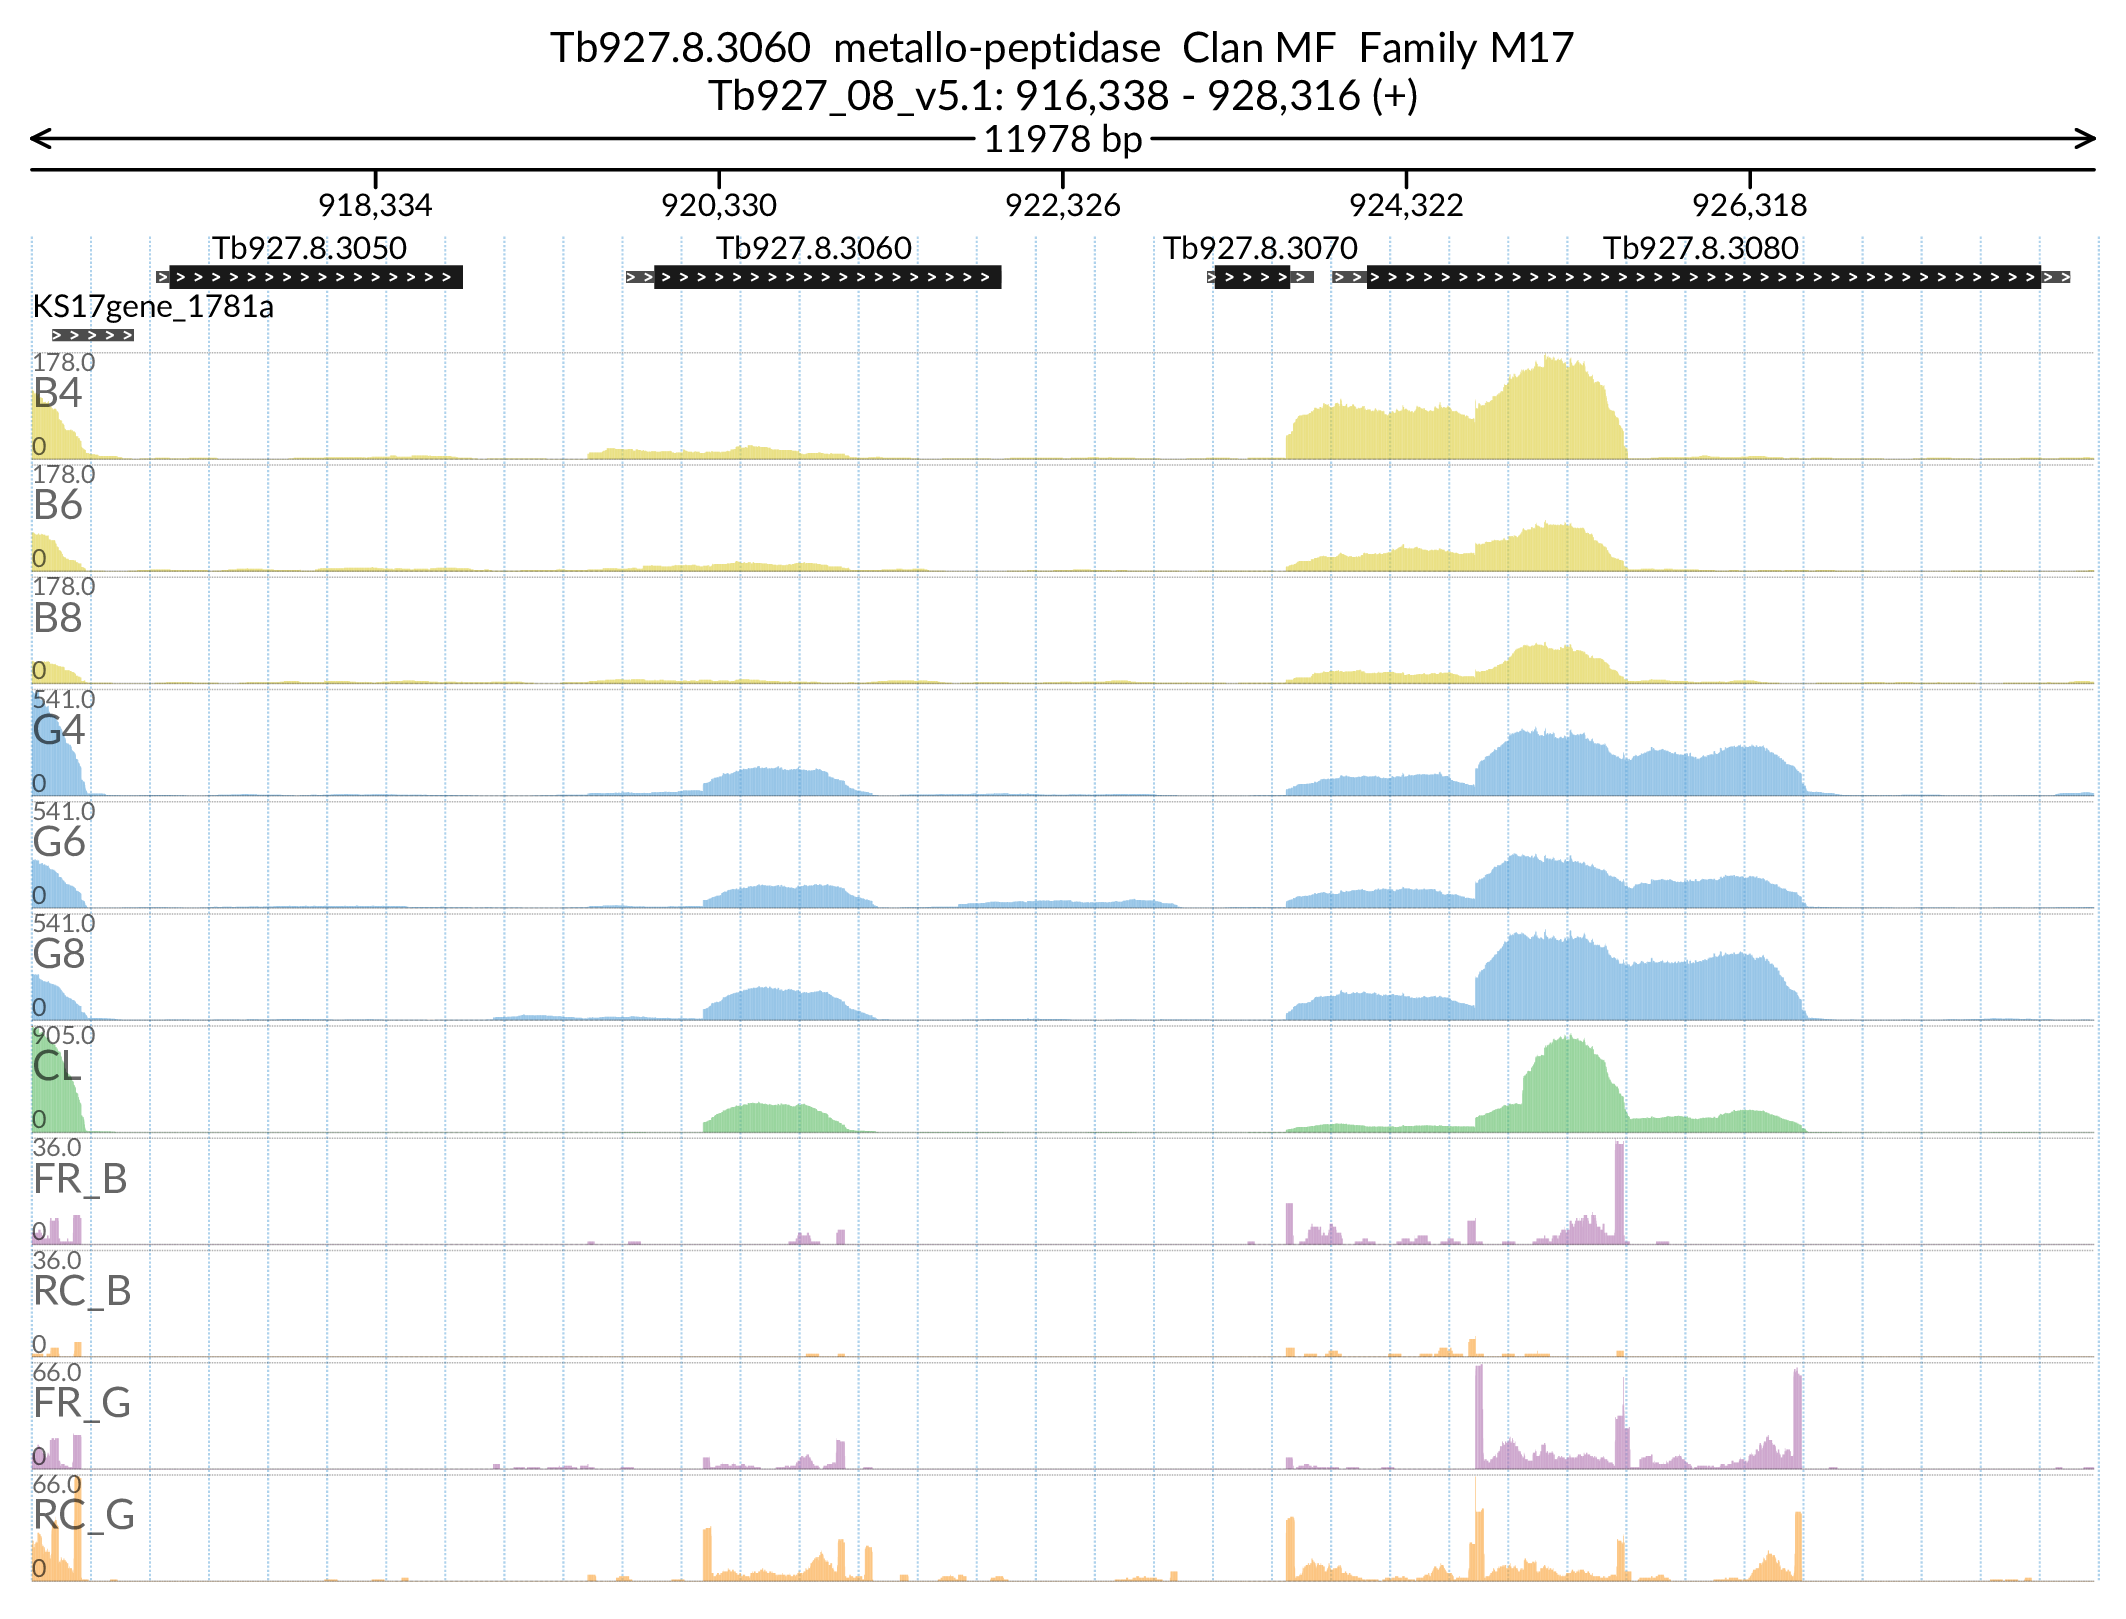 Tb927.8.3060 metallo-peptidase Clan MF Family M17
Tb927_08_v5.1: 916,338 - 928,316 (+)
11978 bp
918,334 920,330 922,326 924,322 926,318
Tb927.8.3050 Tb927.8.3060 Tb927.8.3070 Tb927.8.3080
KS17gene_1781a
178.0
B4
0
178.0
B6
0
178.0
B8
0
541.0
G4
0
541.0
G6
0
541.0
G8
0
905.0
CL
0
36.0
FR_B
0
36.0
RC_B
0
66.0
FR_G
0
66.0
RC_G
0